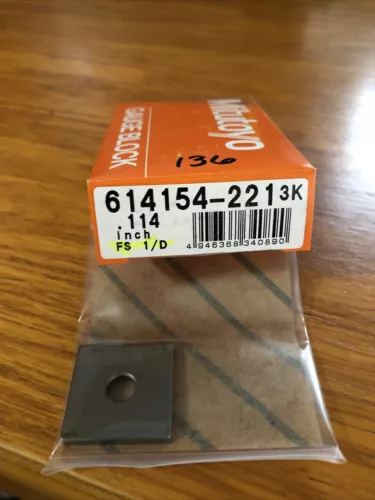 Mitutoyo
GAUGE BLOCK
136
614154-221 3K
.114
inch
FS 1/D
4 946368 340890